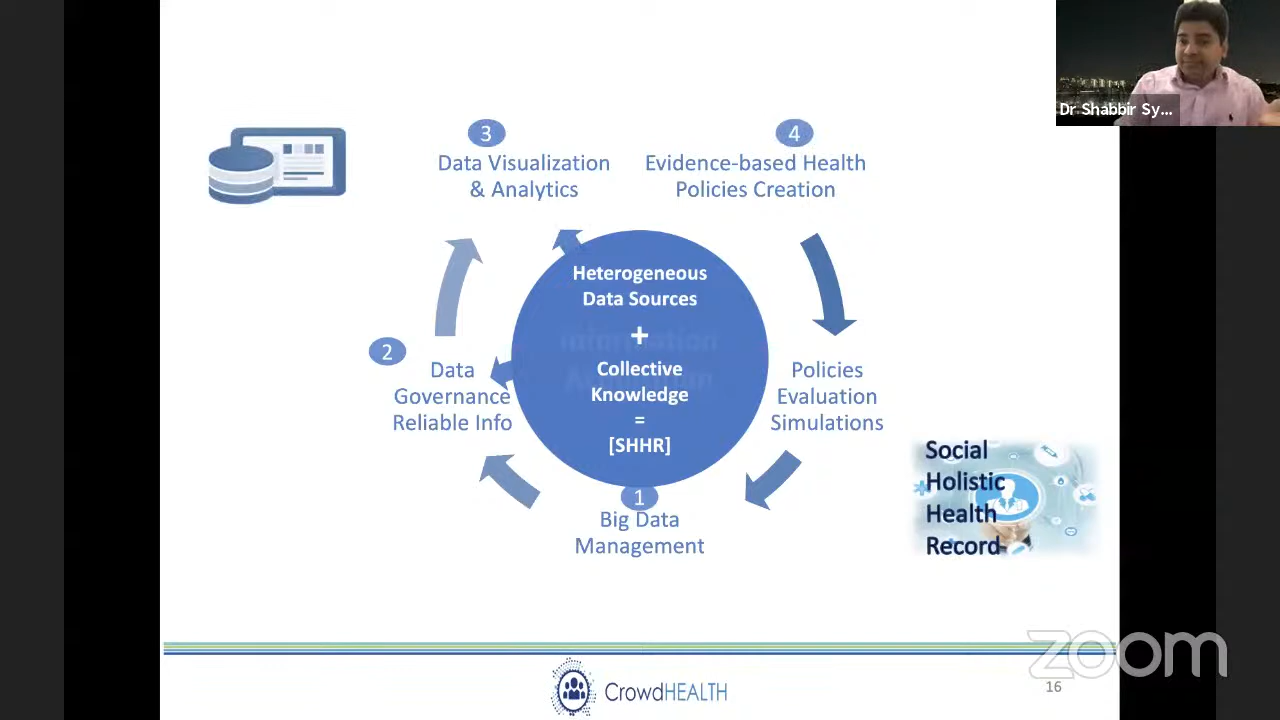 Dr Shabbir Sy...
3
Data Visualization
& Analytics
4
Evidence-based Health
Policies Creation
Heterogeneous
Data Sources
+
Collective
Knowledge
=
[SHHR]
2
Data
Governance
Reliable Info
Policies
Evaluation
Simulations
1
Big Data
Management
Social
Holistic
Health
Record
CrowdHEALTH
zoom
16